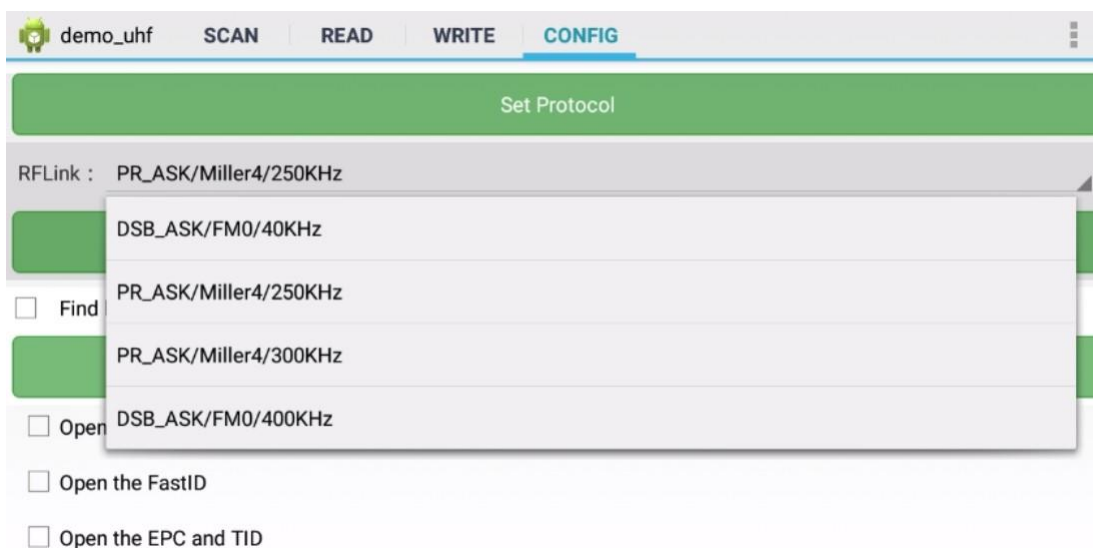 demo_uhf SCAN READ WRITE CONFIG
Set Protocol
RFLink : PR_ASK/Miller4/250KHz
DSB_ASK/FM0/40KHz
PR_ASK/Miller4/250KHz
Find
PR_ASK/Miller4/300KHz
DSB_ASK/FM0/400KHz
Open
Open the FastID
Open the EPC and TID